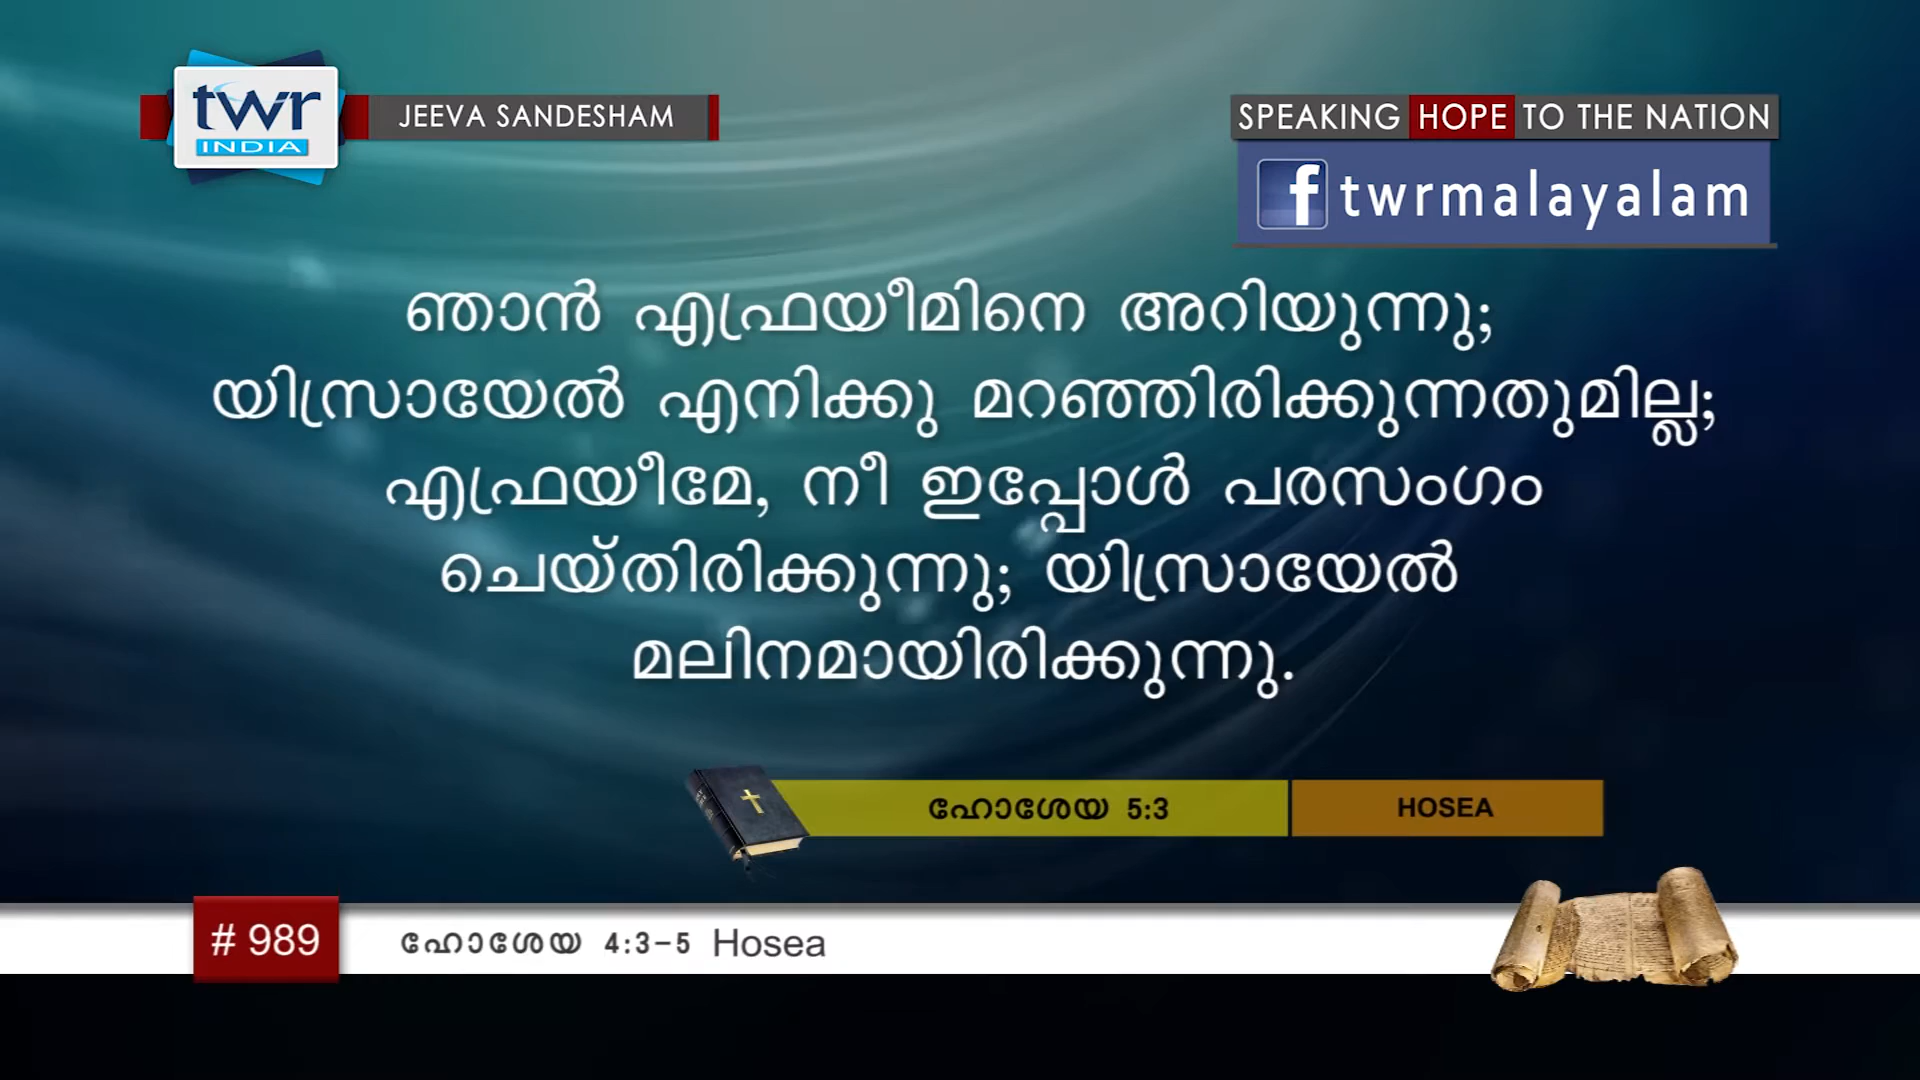 twr
INDIA
JEEVA SANDESHAM
SPEAKING HOPE TO THE NATION
f twrmalayalam
ഞാൻ എഫ്രയീമിനെ അറിയുന്നു;
യിസ്രായേൽ എനിക്കു മറഞ്ഞിരിക്കുന്നതുമില്ല;
എഫ്രയീമേ, നീ ഇപ്പോൾ പരസംഗം
ചെയ്തിരിക്കുന്നു; യിസ്രായേൽ
മലിനമായിരിക്കുന്നു.
ഹോശേയ 5:3
HOSEA
# 989
ഹോശേയ 4:3-5 Hosea